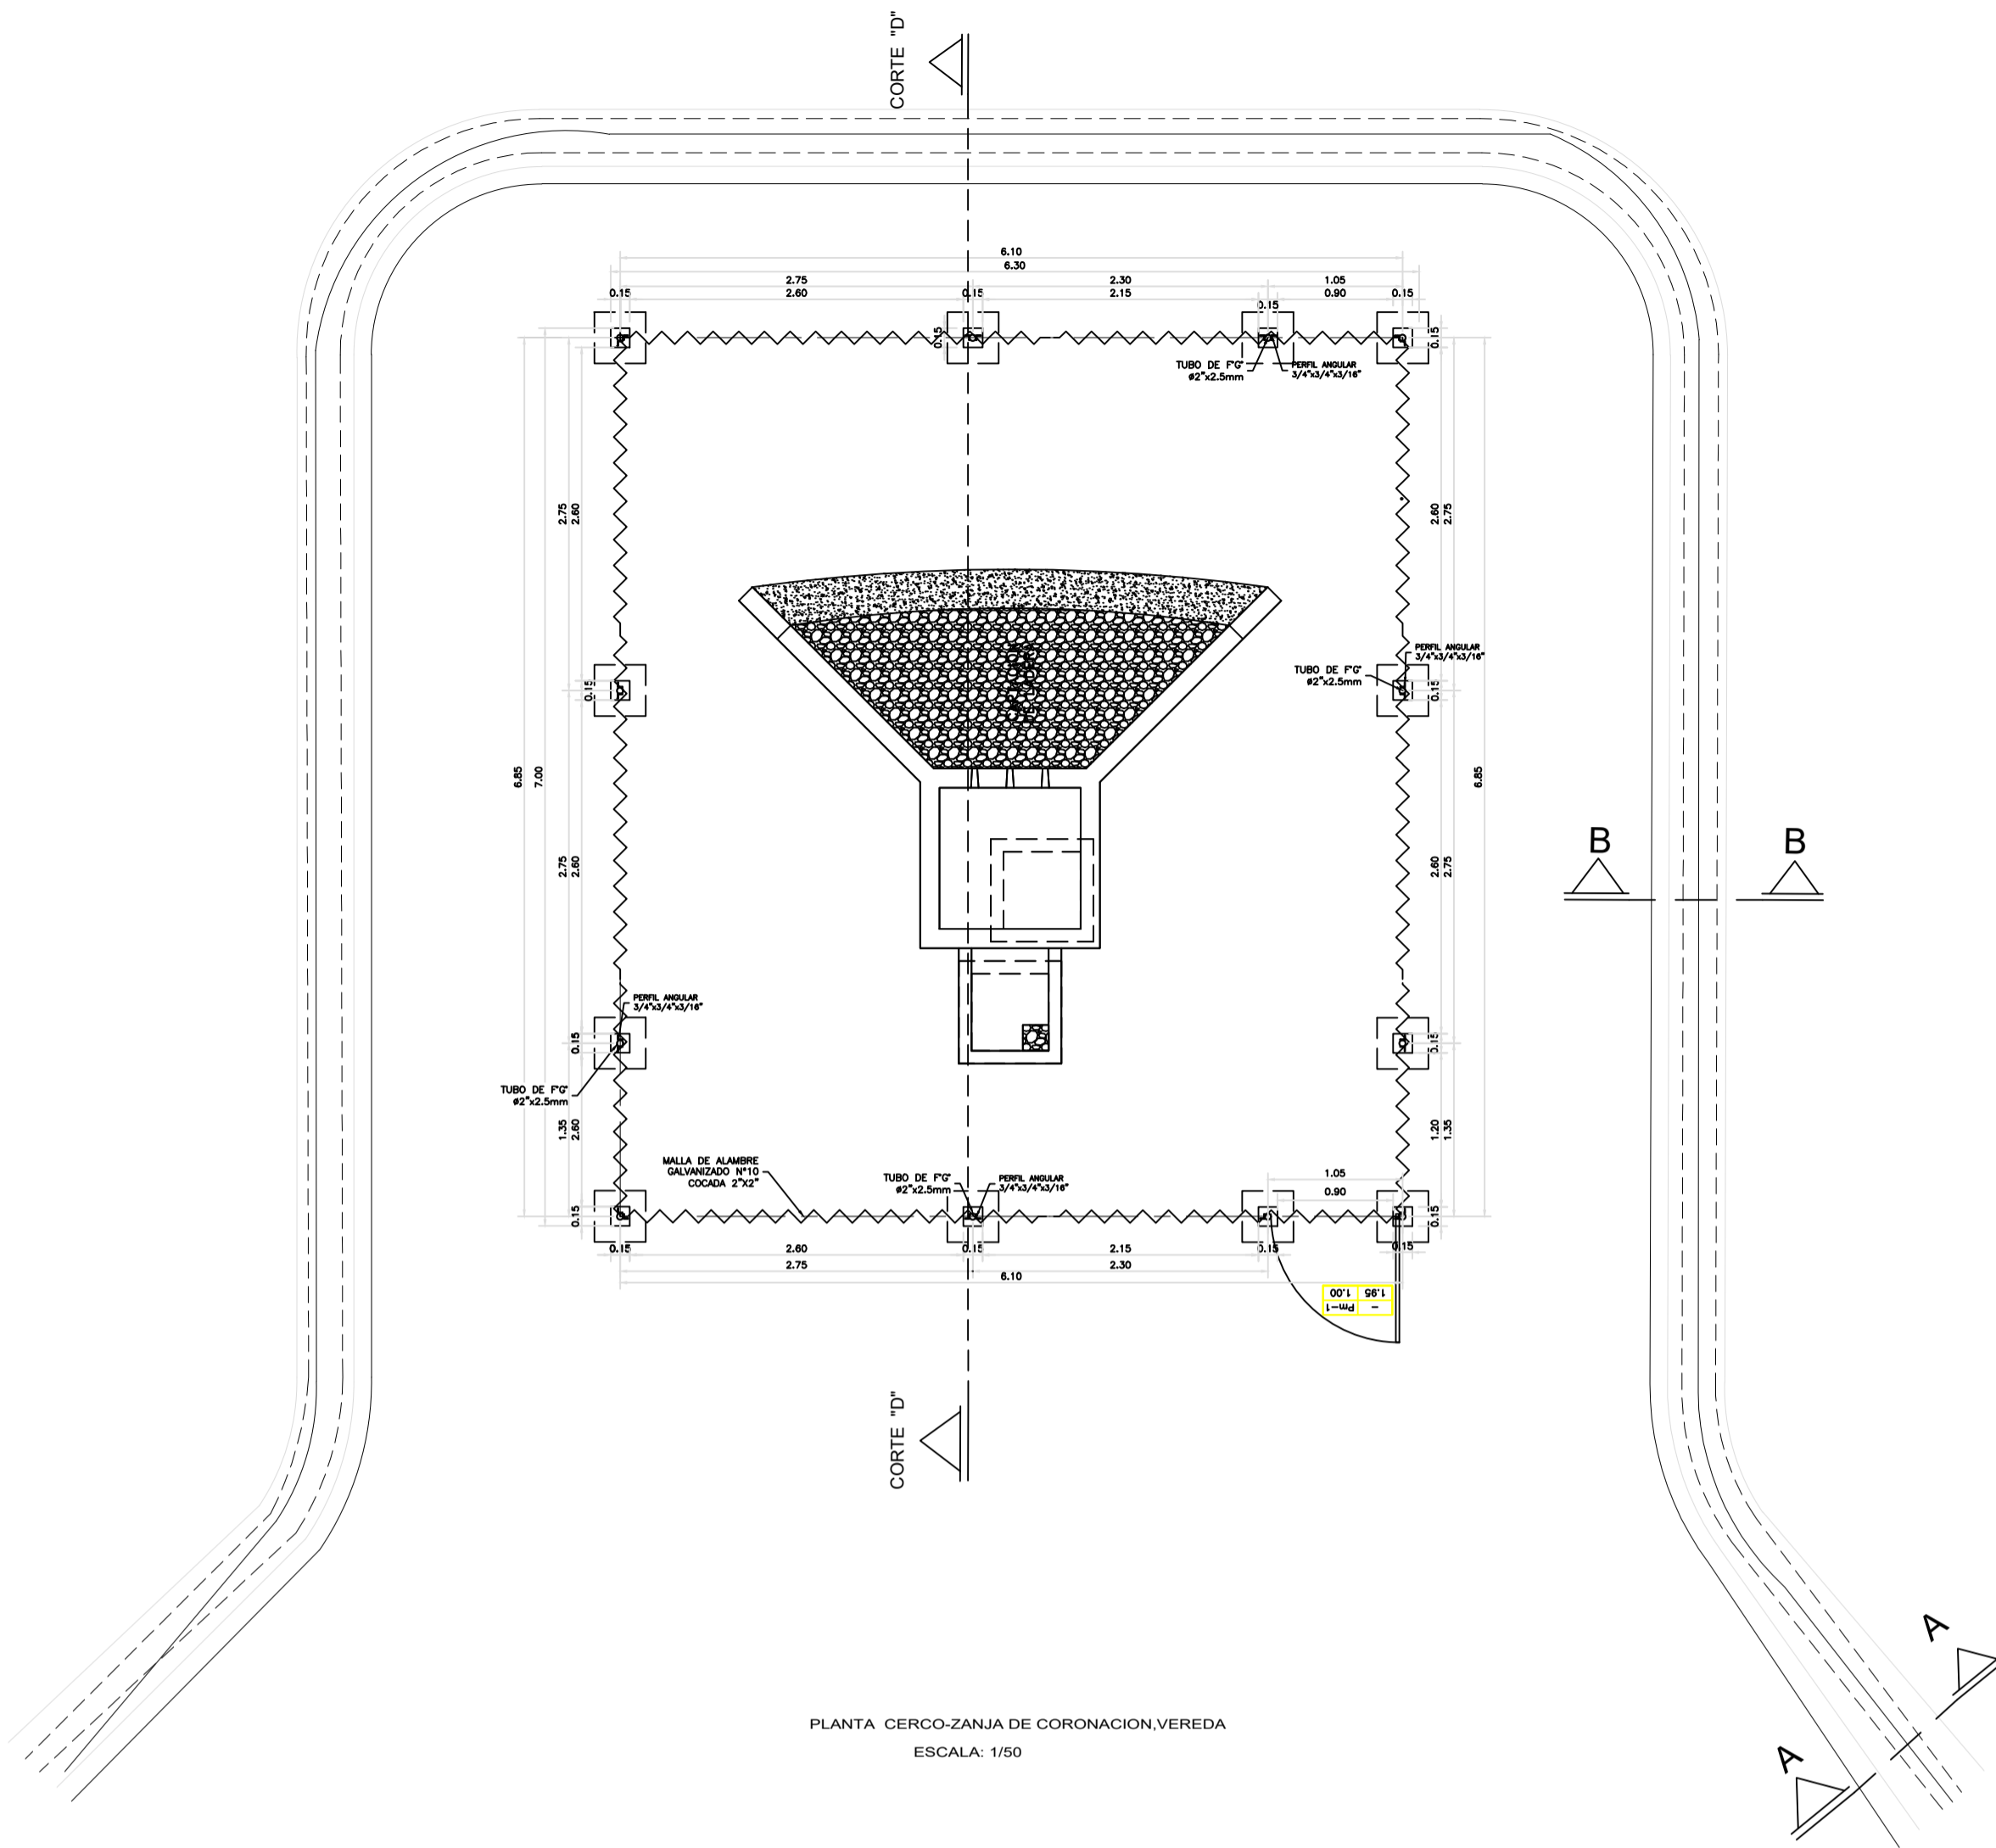 CORTE "D"
6.10
6.30
2.75
2.30
1.05
0.15
2.60
0.15
2.15
0.90
0.15
0.15
0.15
0.15
TUBO DE F°G°
ø2"x2.5mm
PERFIL ANGULAR
3/4"x3/4"x3/16"
2.75
2.60
2.60
2.75
PERFIL ANGULAR
3/4"x3/4"x3/16"
TUBO DE F°G°
ø2"x2.5mm
0.15
0.15
DE LADERA
6.85
7.00
6.85
B
B
2.75
2.60
2.60
2.75
PERFIL ANGULAR
3/4"x3/4"x3/16"
0.15
0.15
TUBO DE F°G°
ø2"x2.5mm
1.35
2.60
1.20
1.35
MALLA DE ALAMBRE
GALVANIZADO N°10
COCADA 2"X2"
TUBO DE F°G°
ø2"x2.5mm
PERFIL ANGULAR
3/4"x3/4"x3/16"
1.05
0.90
0.15
0.15
0.15
2.60
0.15
2.15
0.15
0.15
2.75
2.30
6.10
1.95
1.00
-
Pm-1
CORTE "D"
A
A
PLANTA CERCO-ZANJA DE CORONACION,VEREDA
ESCALA: 1/50